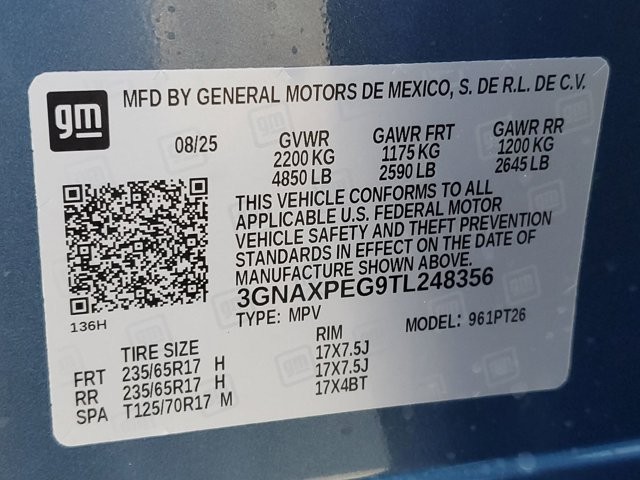 gm
MFD BY GENERAL MOTORS DE MEXICO, S. DE R.L. DE C.V.
08/25 GVWR GAWR FRT GAWR RR
2200 KG 1175 KG 1200 KG
4850 LB 2590 LB 2645 LB
THIS VEHICLE CONFORMS TO ALL
APPLICABLE U.S. FEDERAL MOTOR
VEHICLE SAFETY AND THEFT PREVENTION
STANDARDS IN EFFECT ON THE DATE OF
MANUFACTURE SHOWN ABOVE.
3GNAXPEG9TL248356
136H
TYPE: MPV MODEL: 961PT26
TIRE SIZE RIM
FRT 235/65R17 H 17X7.5J
RR 235/65R17 H 17X7.5J
SPA T125/70R17 M 17X4BT